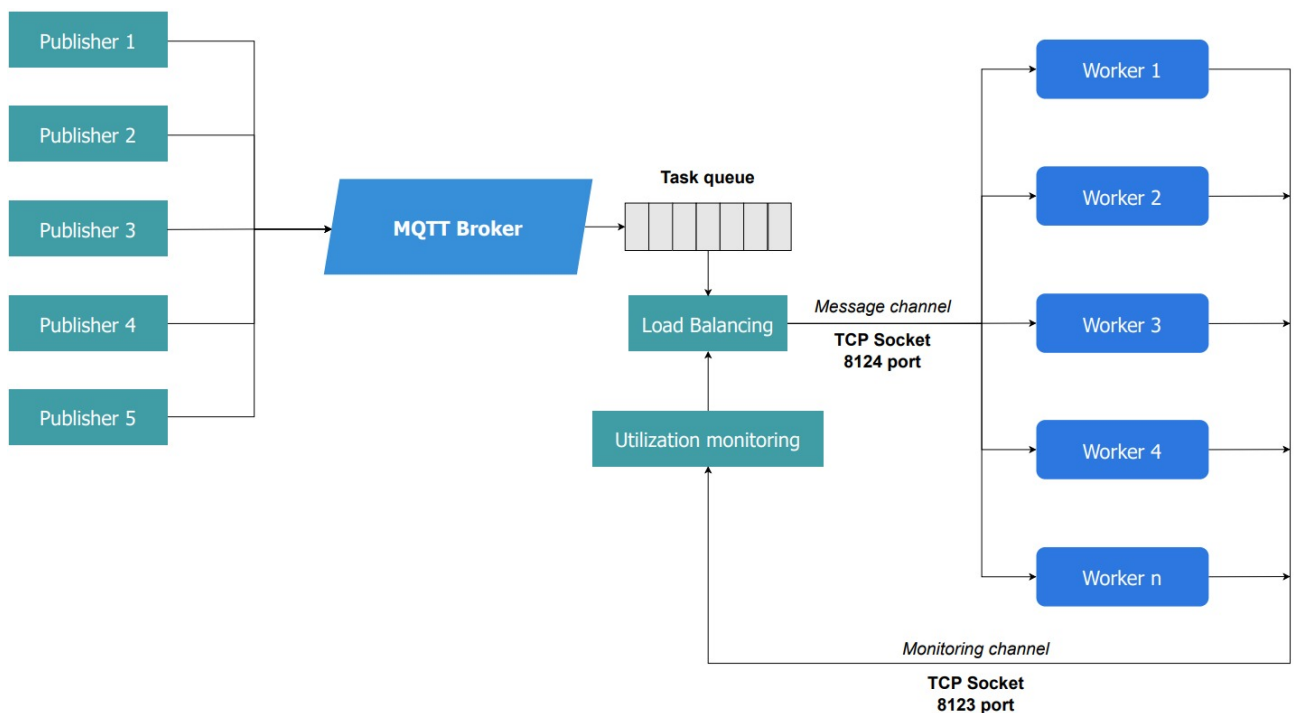 Publisher 1
Publisher 2
Publisher 3
Publisher 4
Publisher 5
MQTT Broker
Task queue
Load Balancing
Utilization monitoring
Message channel
TCP Socket
8124 port
Worker 1
Worker 2
Worker 3
Worker 4
Worker n
Monitoring channel
TCP Socket
8123 port